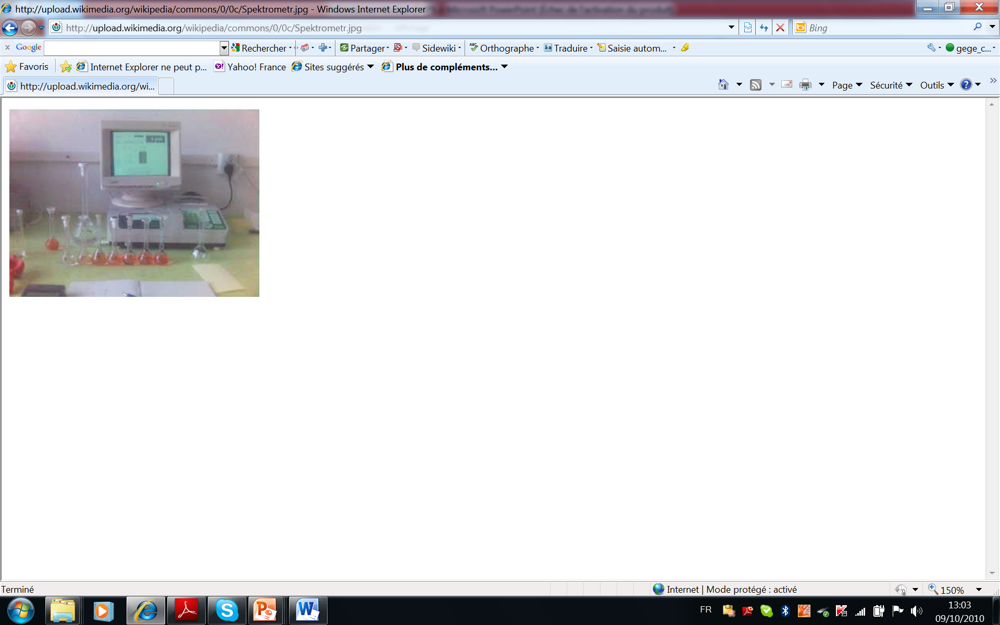 http://upload.wikimedia.org/wikipedia/commons/0/0c/Spektrometr.jpg - Windows Internet Explorer
Microsoft PowerPoint (Échec de l'activation du produit)
http://upload.wikimedia.org/wikipedia/commons/0/0c/Spektrometr.jpg
Bing
x Google Rechercher Partager Sidewiki Orthographe Traduire Saisie autom... gege_c...
Favoris Internet Explorer ne peut p... Yahoo! France Sites suggérés Plus de compléments...
http://upload.wikimedia.org/wi... Page Sécurité Outils
Terminé Internet | Mode protégé : activé 150%
FR 13:03
09/10/2010